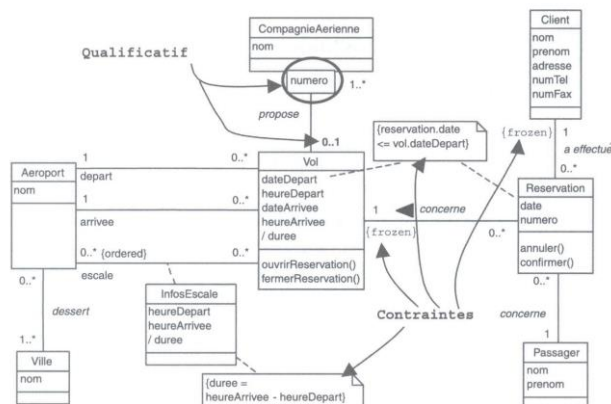 CompagnieAerienne
nom
numero
1..*
Qualificatif
propose
0..1
Client
nom
prenom
adresse
numTel
numFax
{frozen}
1
a effectué
0..*
{reservation.date
<= vol.dateDepart}
Aeroport
nom
1
0..*
depart
1
0..*
arrivee
0..* {ordered}
0..*
escale
Vol
dateDepart
heureDepart
dateArrivee
heureArrivee
/ duree
ouvrirReservation()
fermerReservation()
1
concerne
{frozen}
0..*
Reservation
date
numero
annuler()
confirmer()
0..*
dessert
1..*
Ville
nom
InfosEscale
heureDepart
heureArrivee
/ duree
{duree =
heureArrivee - heureDepart}
Contraintes
0..*
concerne
1
Passager
nom
prenom